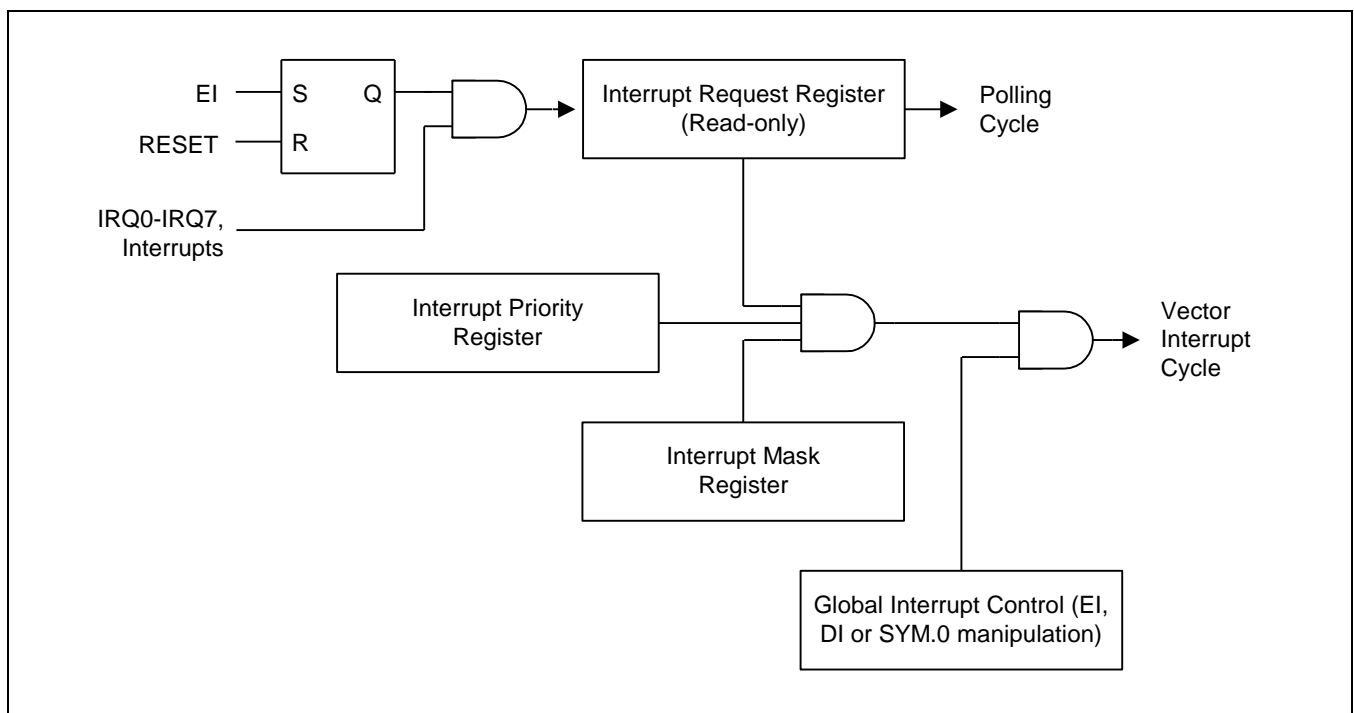 EI
S
Q
RESET
R
IRQ0-IRQ7,
Interrupts
Interrupt Request Register
(Read-only)
Polling
Cycle
Interrupt Priority
Register
Vector
Interrupt
Cycle
Interrupt Mask
Register
Global Interrupt Control (EI,
DI or SYM.0 manipulation)